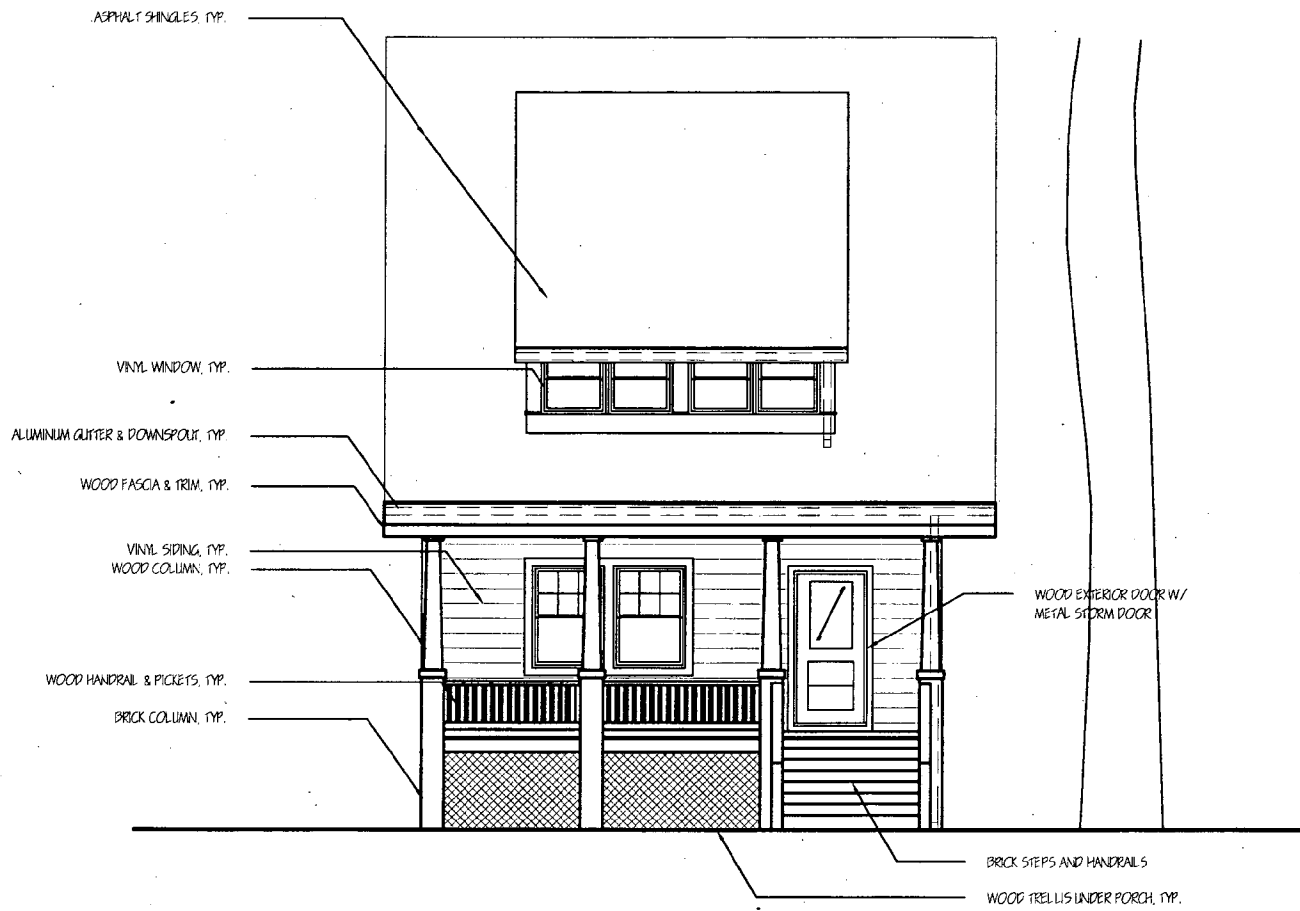 ASPHALT SHINGLES, TYP.
VINYL WINDOW, TYP.
ALUMINUM GUTTER & DOWNSPOUT, TYP.
WOOD FASCIA & TRIM, TYP.
VINYL SIDING, TYP.
WOOD COLUMN, TYP.
WOOD EXTERIOR DOOR W/
METAL STORM DOOR
WOOD HANDRAIL & PICKETS, TYP.
BRICK COLUMN, TYP.
BRICK STEPS AND HANDRAILS
WOOD TRELLIS UNDER PORCH, TYP.